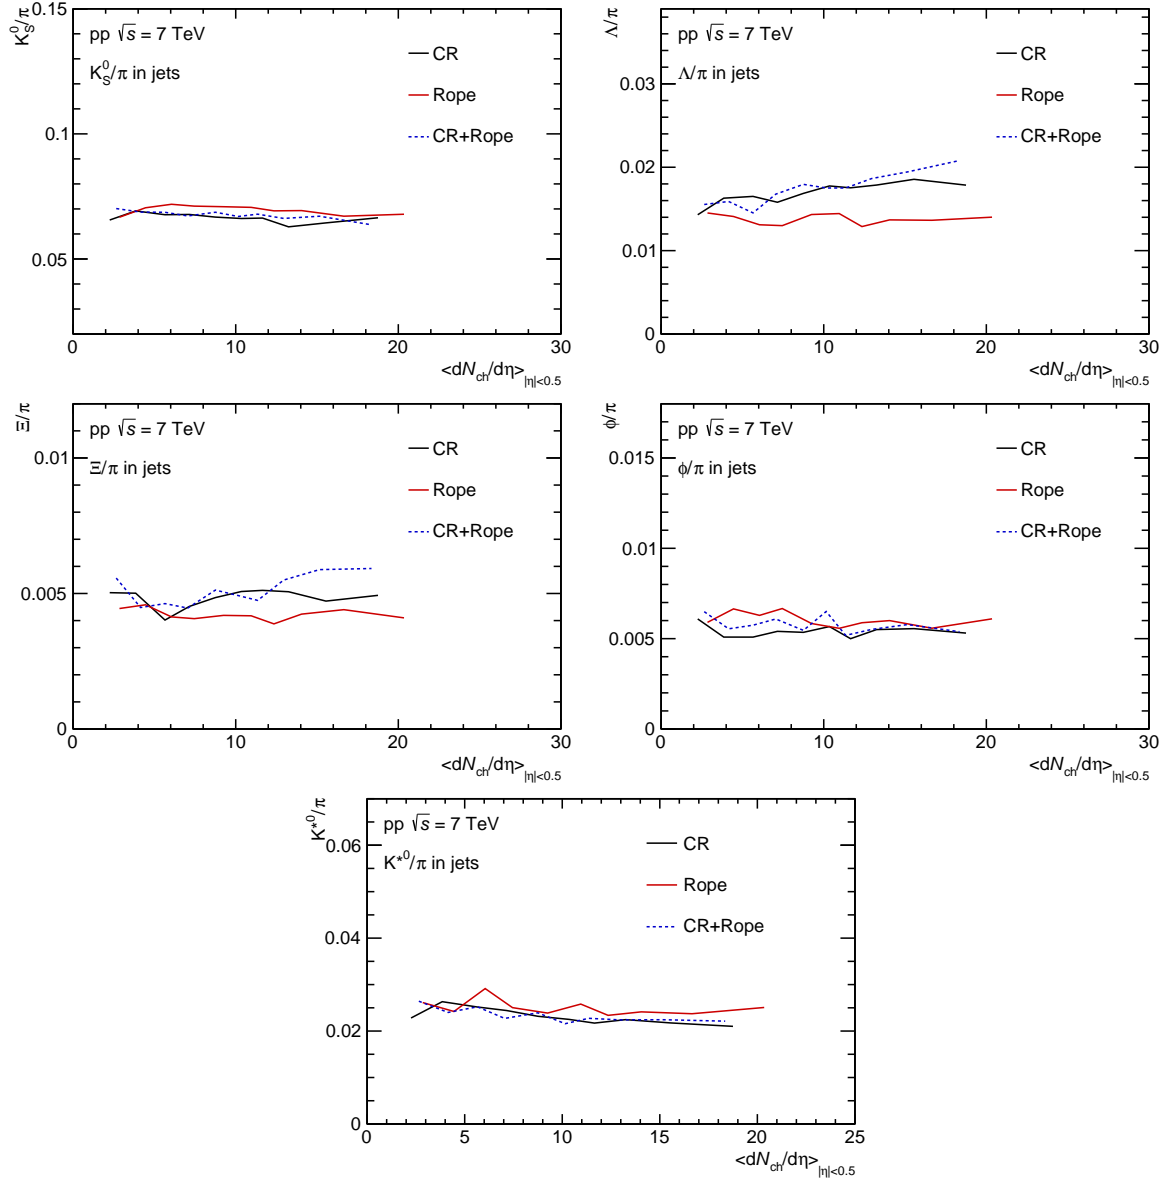 K⁰_S/π
0.15
0.1
0.05
pp √s = 7 TeV
K⁰_S/π in jets
CR
Rope
CR+Rope
0 10 20 30
<dN_ch/dη>_|η|<0.5
Λ/π
0.03
0.02
0.01
0
pp √s = 7 TeV
Λ/π in jets
CR
Rope
CR+Rope
0 10 20 30
<dN_ch/dη>_|η|<0.5
Ξ/π
0.01
0.005
0
pp √s = 7 TeV
Ξ/π in jets
CR
Rope
CR+Rope
0 10 20 30
<dN_ch/dη>_|η|<0.5
ϕ/π
0.015
0.01
0.005
0
pp √s = 7 TeV
ϕ/π in jets
CR
Rope
CR+Rope
0 10 20 30
<dN_ch/dη>_|η|<0.5
K*⁰/π
0.06
0.04
0.02
0
pp √s = 7 TeV
K*⁰/π in jets
CR
Rope
CR+Rope
0 5 10 15 20 25
<dN_ch/dη>_|η|<0.5